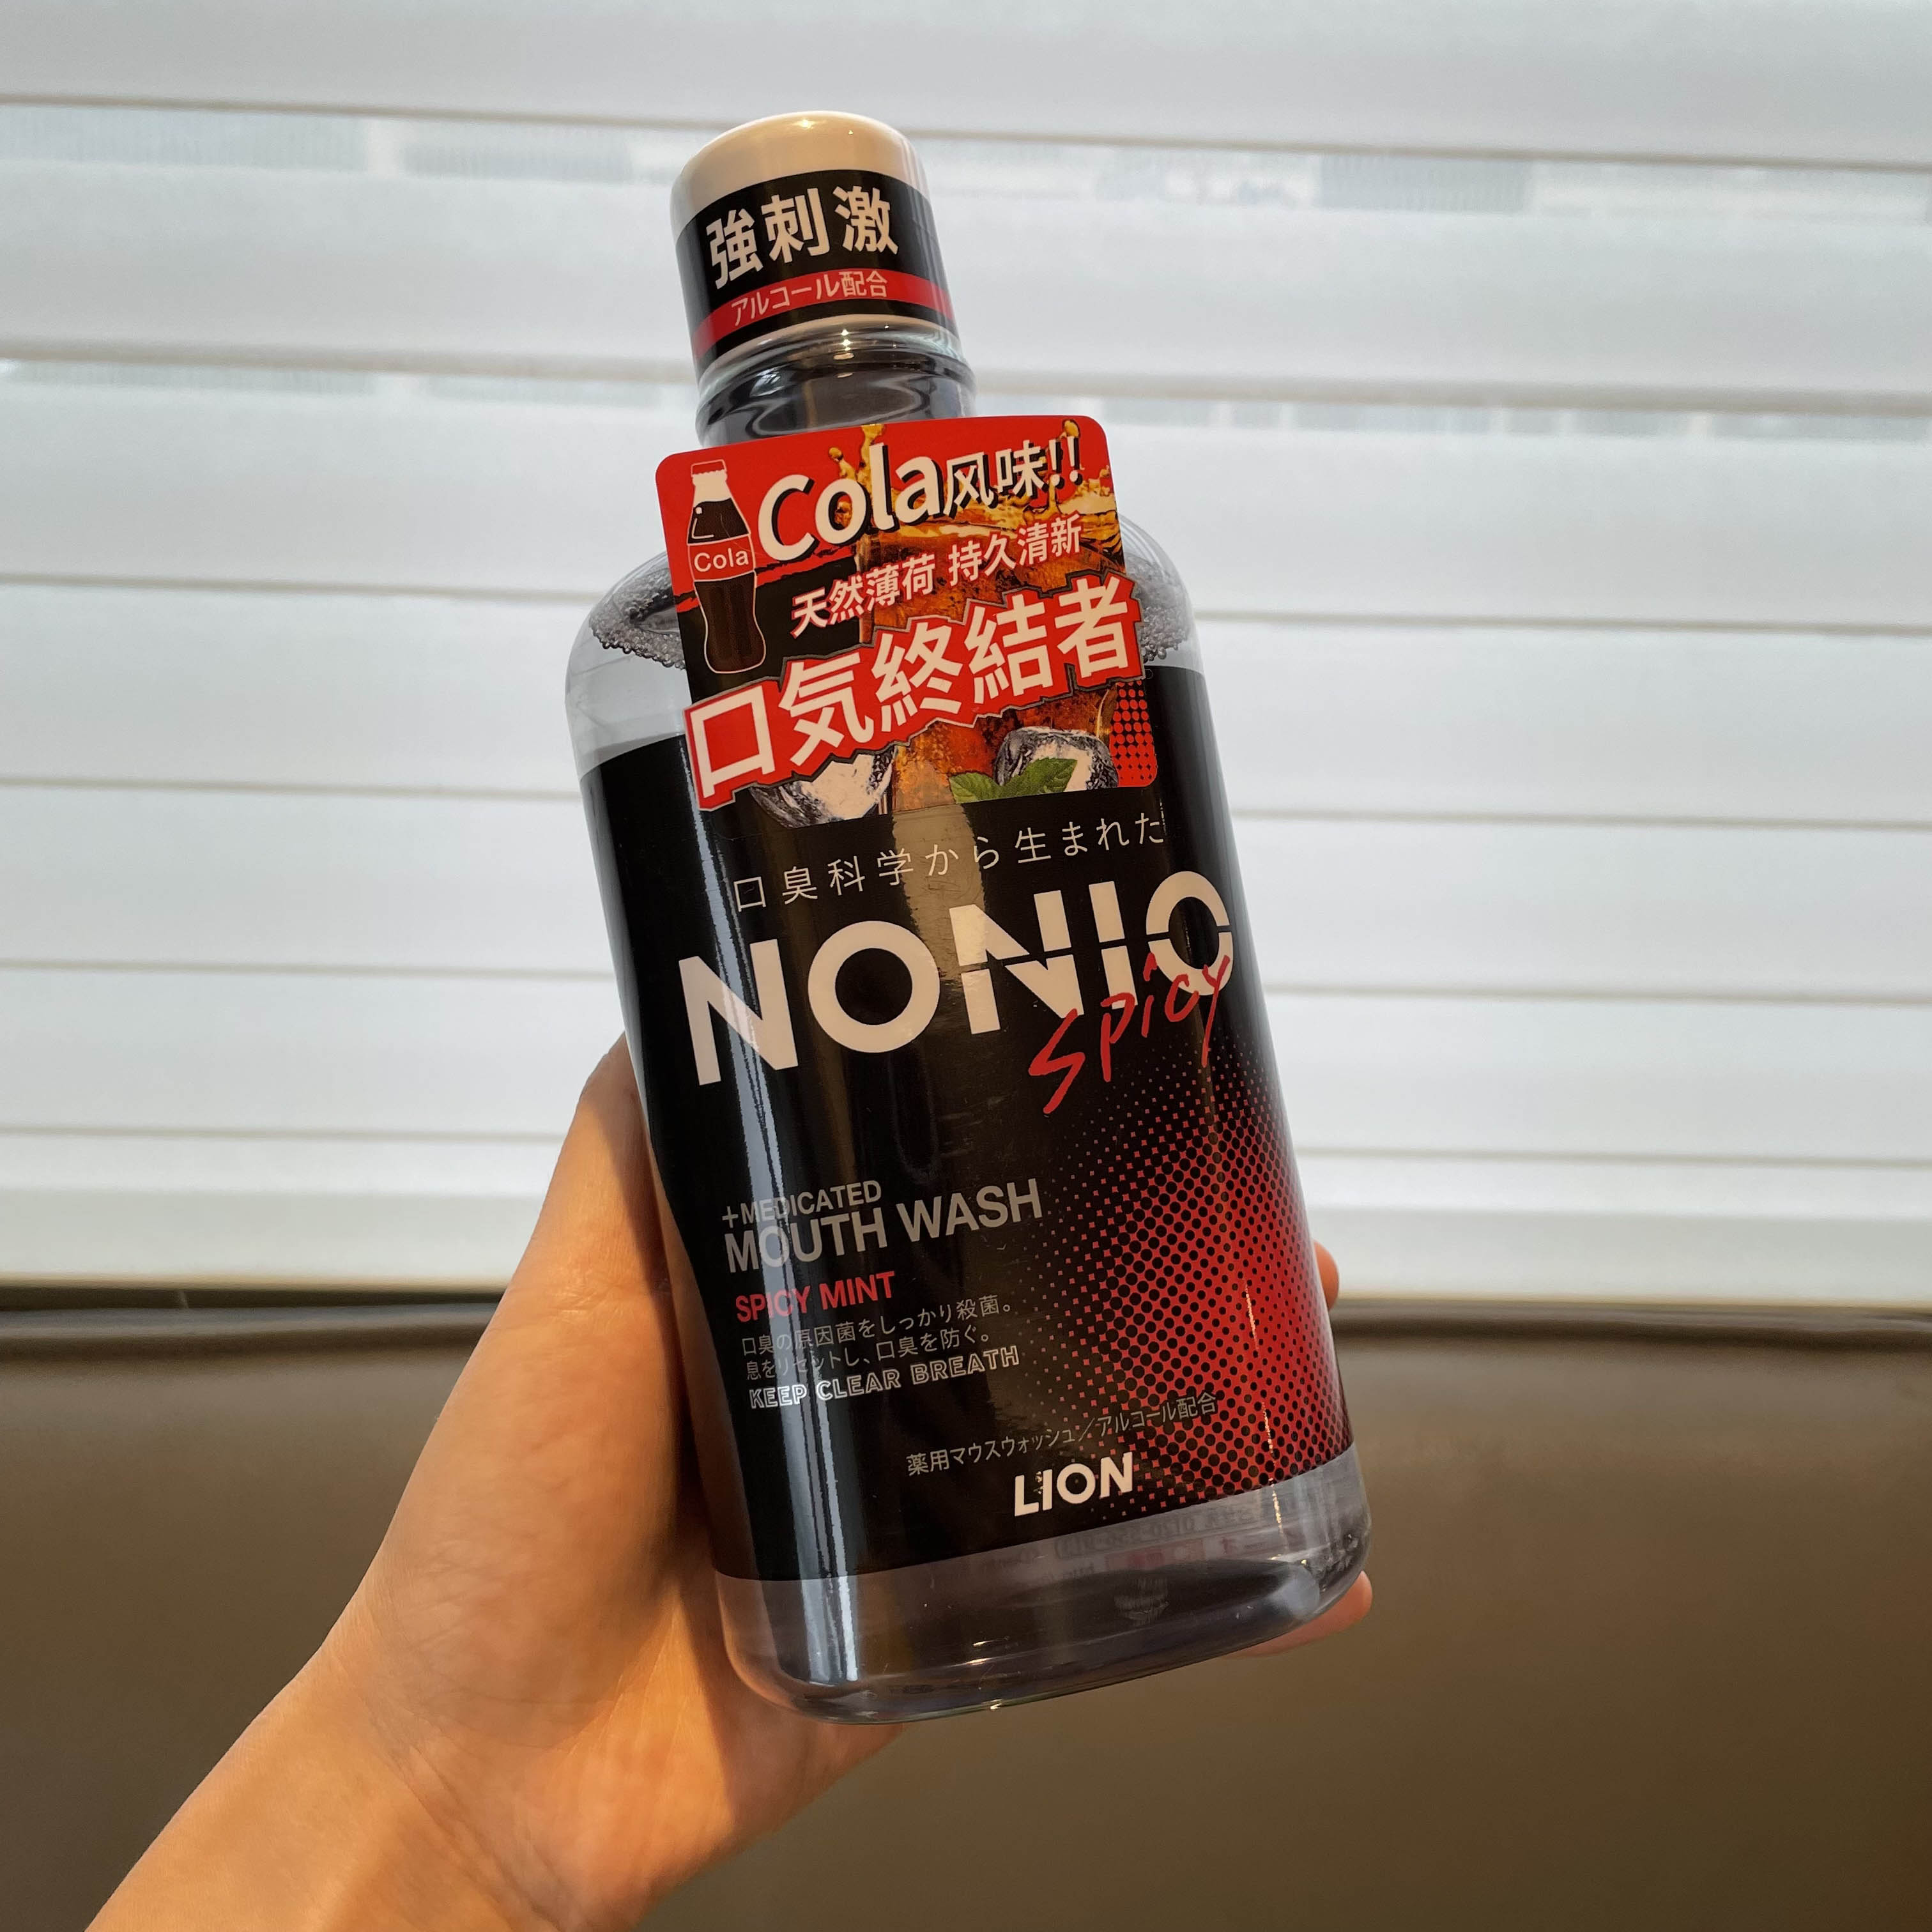 強刺激
アルコール配合
Cola风味!!
Cola
天然薄荷 持久清新
口気終結者
口臭科学から生まれた
NONIO
Spicy
+MEDICATED
MOUTH WASH
SPICY MINT
口臭の原因菌をしっかり殺菌。
息をリセットし、口臭を防ぐ。
KEEP CLEAR BREATH
薬用マウスウォッシュ/アルコール配合
LION